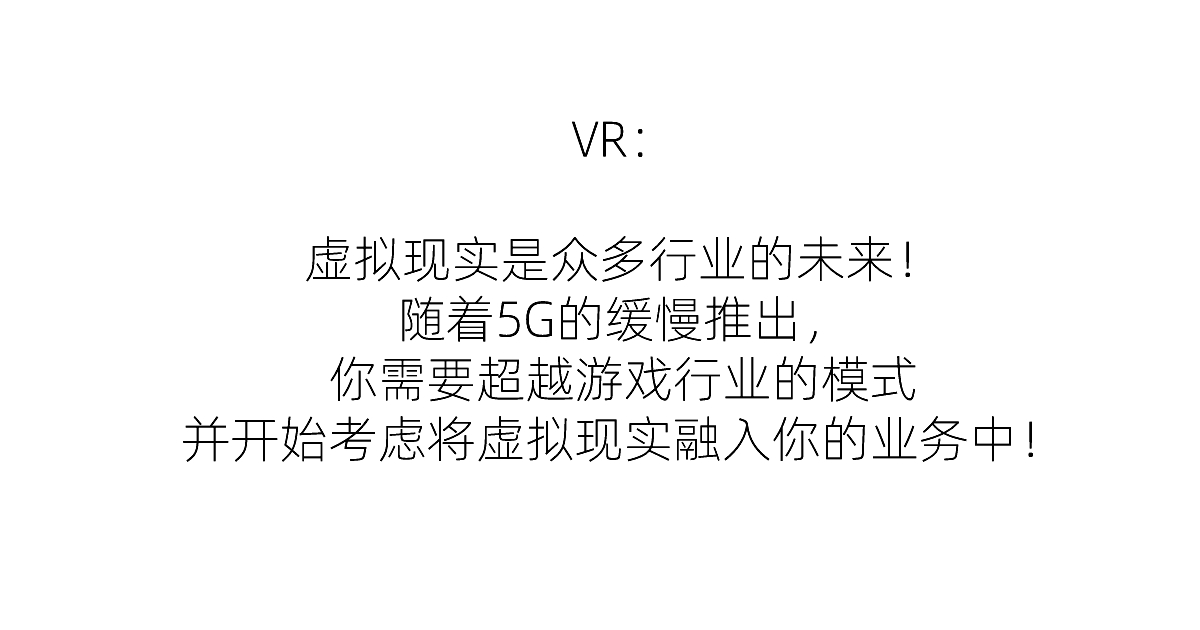 VR：
虚拟现实是众多行业的未来！
随着5G的缓慢推出，
你需要超越游戏行业的模式
并开始考虑将虚拟现实融入你的业务中！